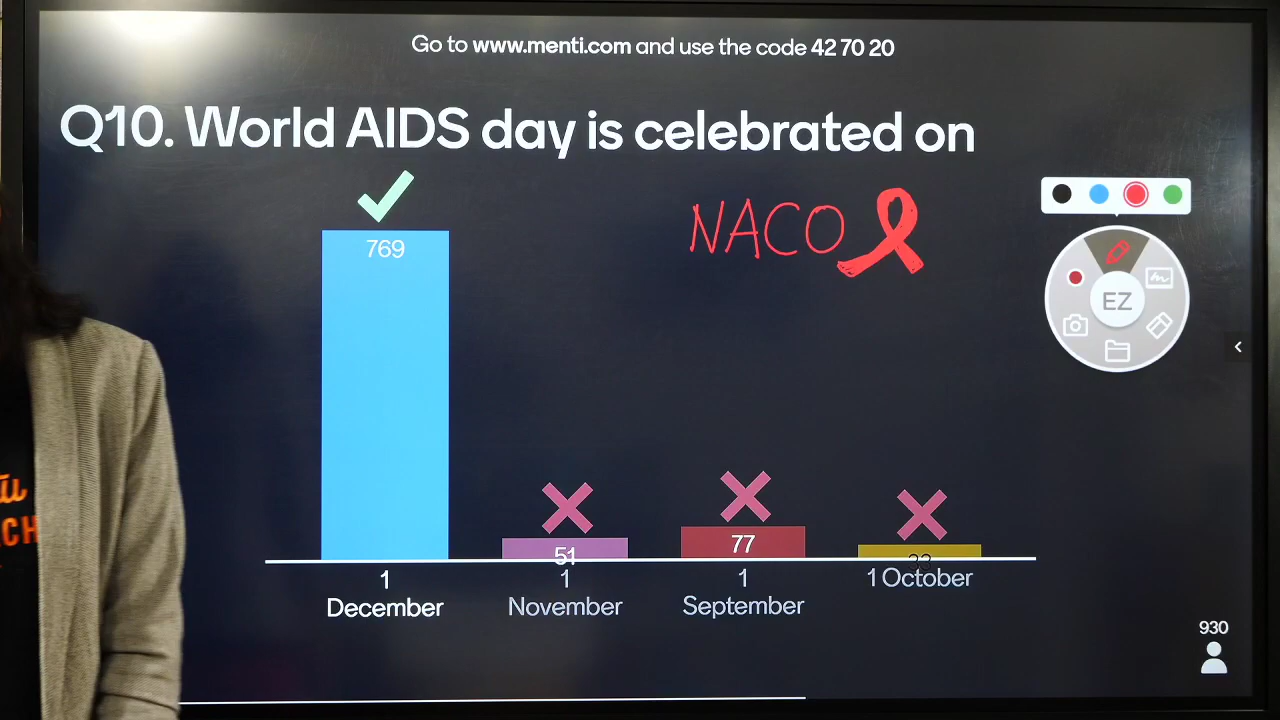 Go to www.menti.com and use the code 42 70 20
Q10. World AIDS day is celebrated on
NACO
EZ
769
51
77
33
1 December
1 November
1 September
1 October
930